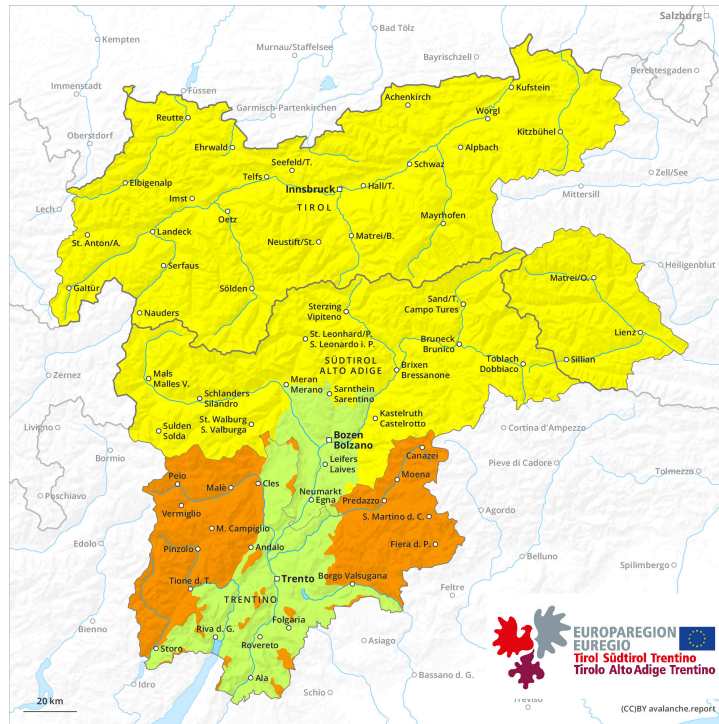 Salzburg
Kempten
Bad Tölz
Murnau/Staffelsee
Bayrischzell
Berchtesgaden
Immenstadt
Füssen
Garmisch-Partenkirchen
Achenkirch
Kufstein
Reutte
Wörgl
Oberstdorf
Ehrwald
Kitzbühel
Alpbach
Seefeld/T.
Schwaz
Zell/See
Telfs
Elbigenalp
Innsbruck
Hall/T.
Mittersill
Imst
TIROL
Lech
Oetz
Mayrhofen
Landeck
St. Anton/A.
Neustift/St.
Matrei/B.
Serfaus
Heiligenblut
Matrei/O.
Galtür
Sölden
Sand/T.
Campo Tures
Nauders
Sterzing
Vipiteno
Lienz
St. Leonhard/P.
S. Leonardo i. P.
Bruneck
Brunico
SÜDTIROL
ALTO ADIGE
Toblach
Dobbiaco
Sillian
Zernez
Mals
Malles V.
Meran
Merano
Brixen
Bressanone
Sarnthein
Sarentino
Schlanders
Silandro
St. Walburg
S. Valburga
Kastelruth
Castelrotto
Livigno
Sulden
Solda
Cortina d'Ampezzo
Bozen
Bolzano
Bormio
Canazei
Leifers
Laives
Pieve di Cadore
Tolmezzo
Peio
Cles
Moena
Malè
Neumarkt
Egna
Poschiavo
Predazzo
Vermiglio
Agordo
S. Martino d. C.
M. Campiglio
Edolo
Fiera d. P.
Pinzolo
Andalo
Belluno
Spilimbergo
Trento
Borgo Valsugana
Tione d. T.
Feltre
TRENTINO
Bienno
Folgaria
Riva d. G.
Asiago
Storo
Rovereto
Bassano d. G.
Idro
Ala
Schio
Treviso
EUROPAREGION
EUREGIO
Tirol Südtirol Trentino
Tirolo Alto Adige Trentino
20 km
(CC)BY avalanche.report